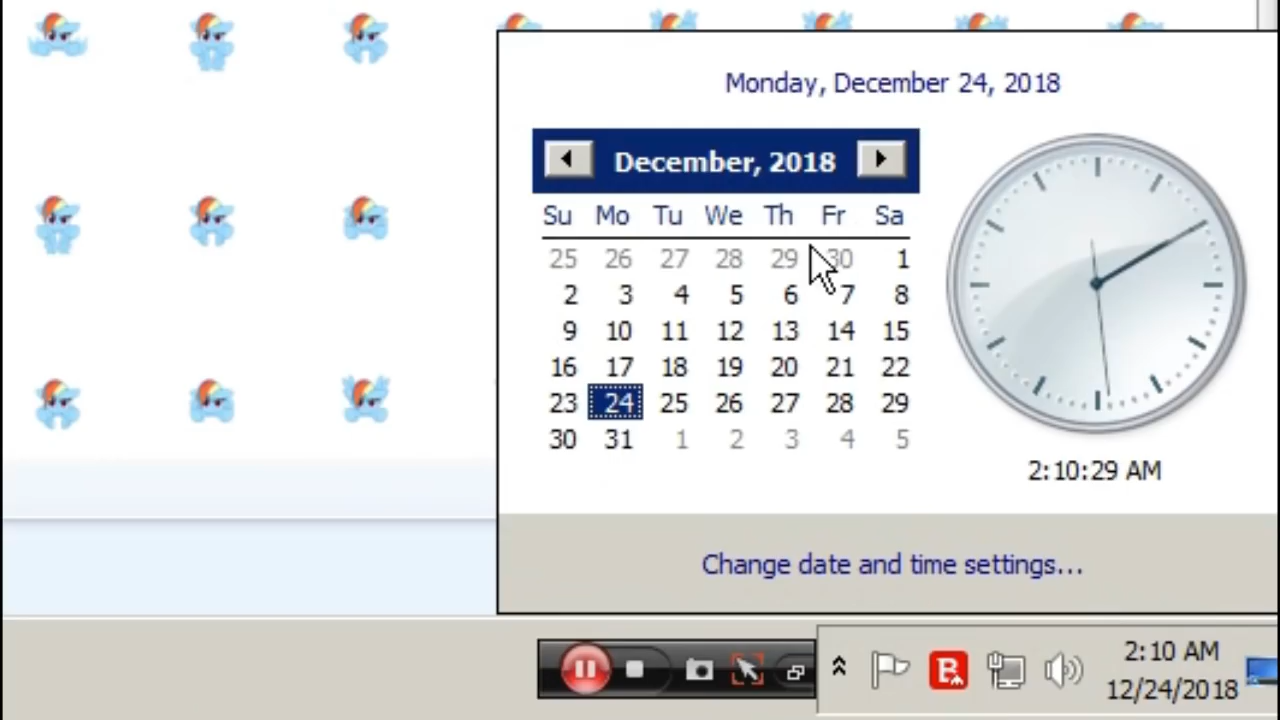 Monday, December 24, 2018
December, 2018
Su Mo Tu We Th Fr Sa
25 26 27 28 29 30 1
2 3 4 5 6 7 8
9 10 11 12 13 14 15
16 17 18 19 20 21 22
23 24 25 26 27 28 29
30 31 1 2 3 4 5
2:10:29 AM
Change date and time settings...
B
2:10 AM
12/24/2018